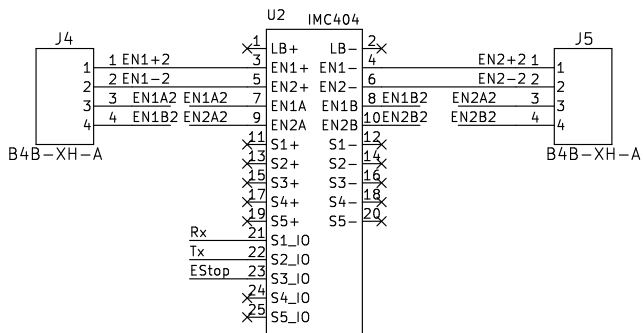 U2 IMC404
J4 J5
1 LB+ LB- 2
1 EN1+2 3 EN1+ EN1- 4 EN2+2 1
1 1
2 EN1-2 5 EN2+ EN2- 6 EN2-2 2
2 2
3 EN1A2 EN1A2 7 EN1A EN1B 8 EN1B2 EN2A2 3
3 3
4 EN1B2 EN2A2 9 EN2A EN2B 10 EN2B2 EN2B2 4
4 4
B4B-XH-A B4B-XH-A
11 S1+ S1- 12
13 S2+ S2- 14
15 S3+ S3- 16
17 S4+ S4- 18
19 S5+ S5- 20
Rx 21 S1_IO
Tx 22 S2_IO
EStop 23 S3_IO
24 S4_IO
25 S5_IO